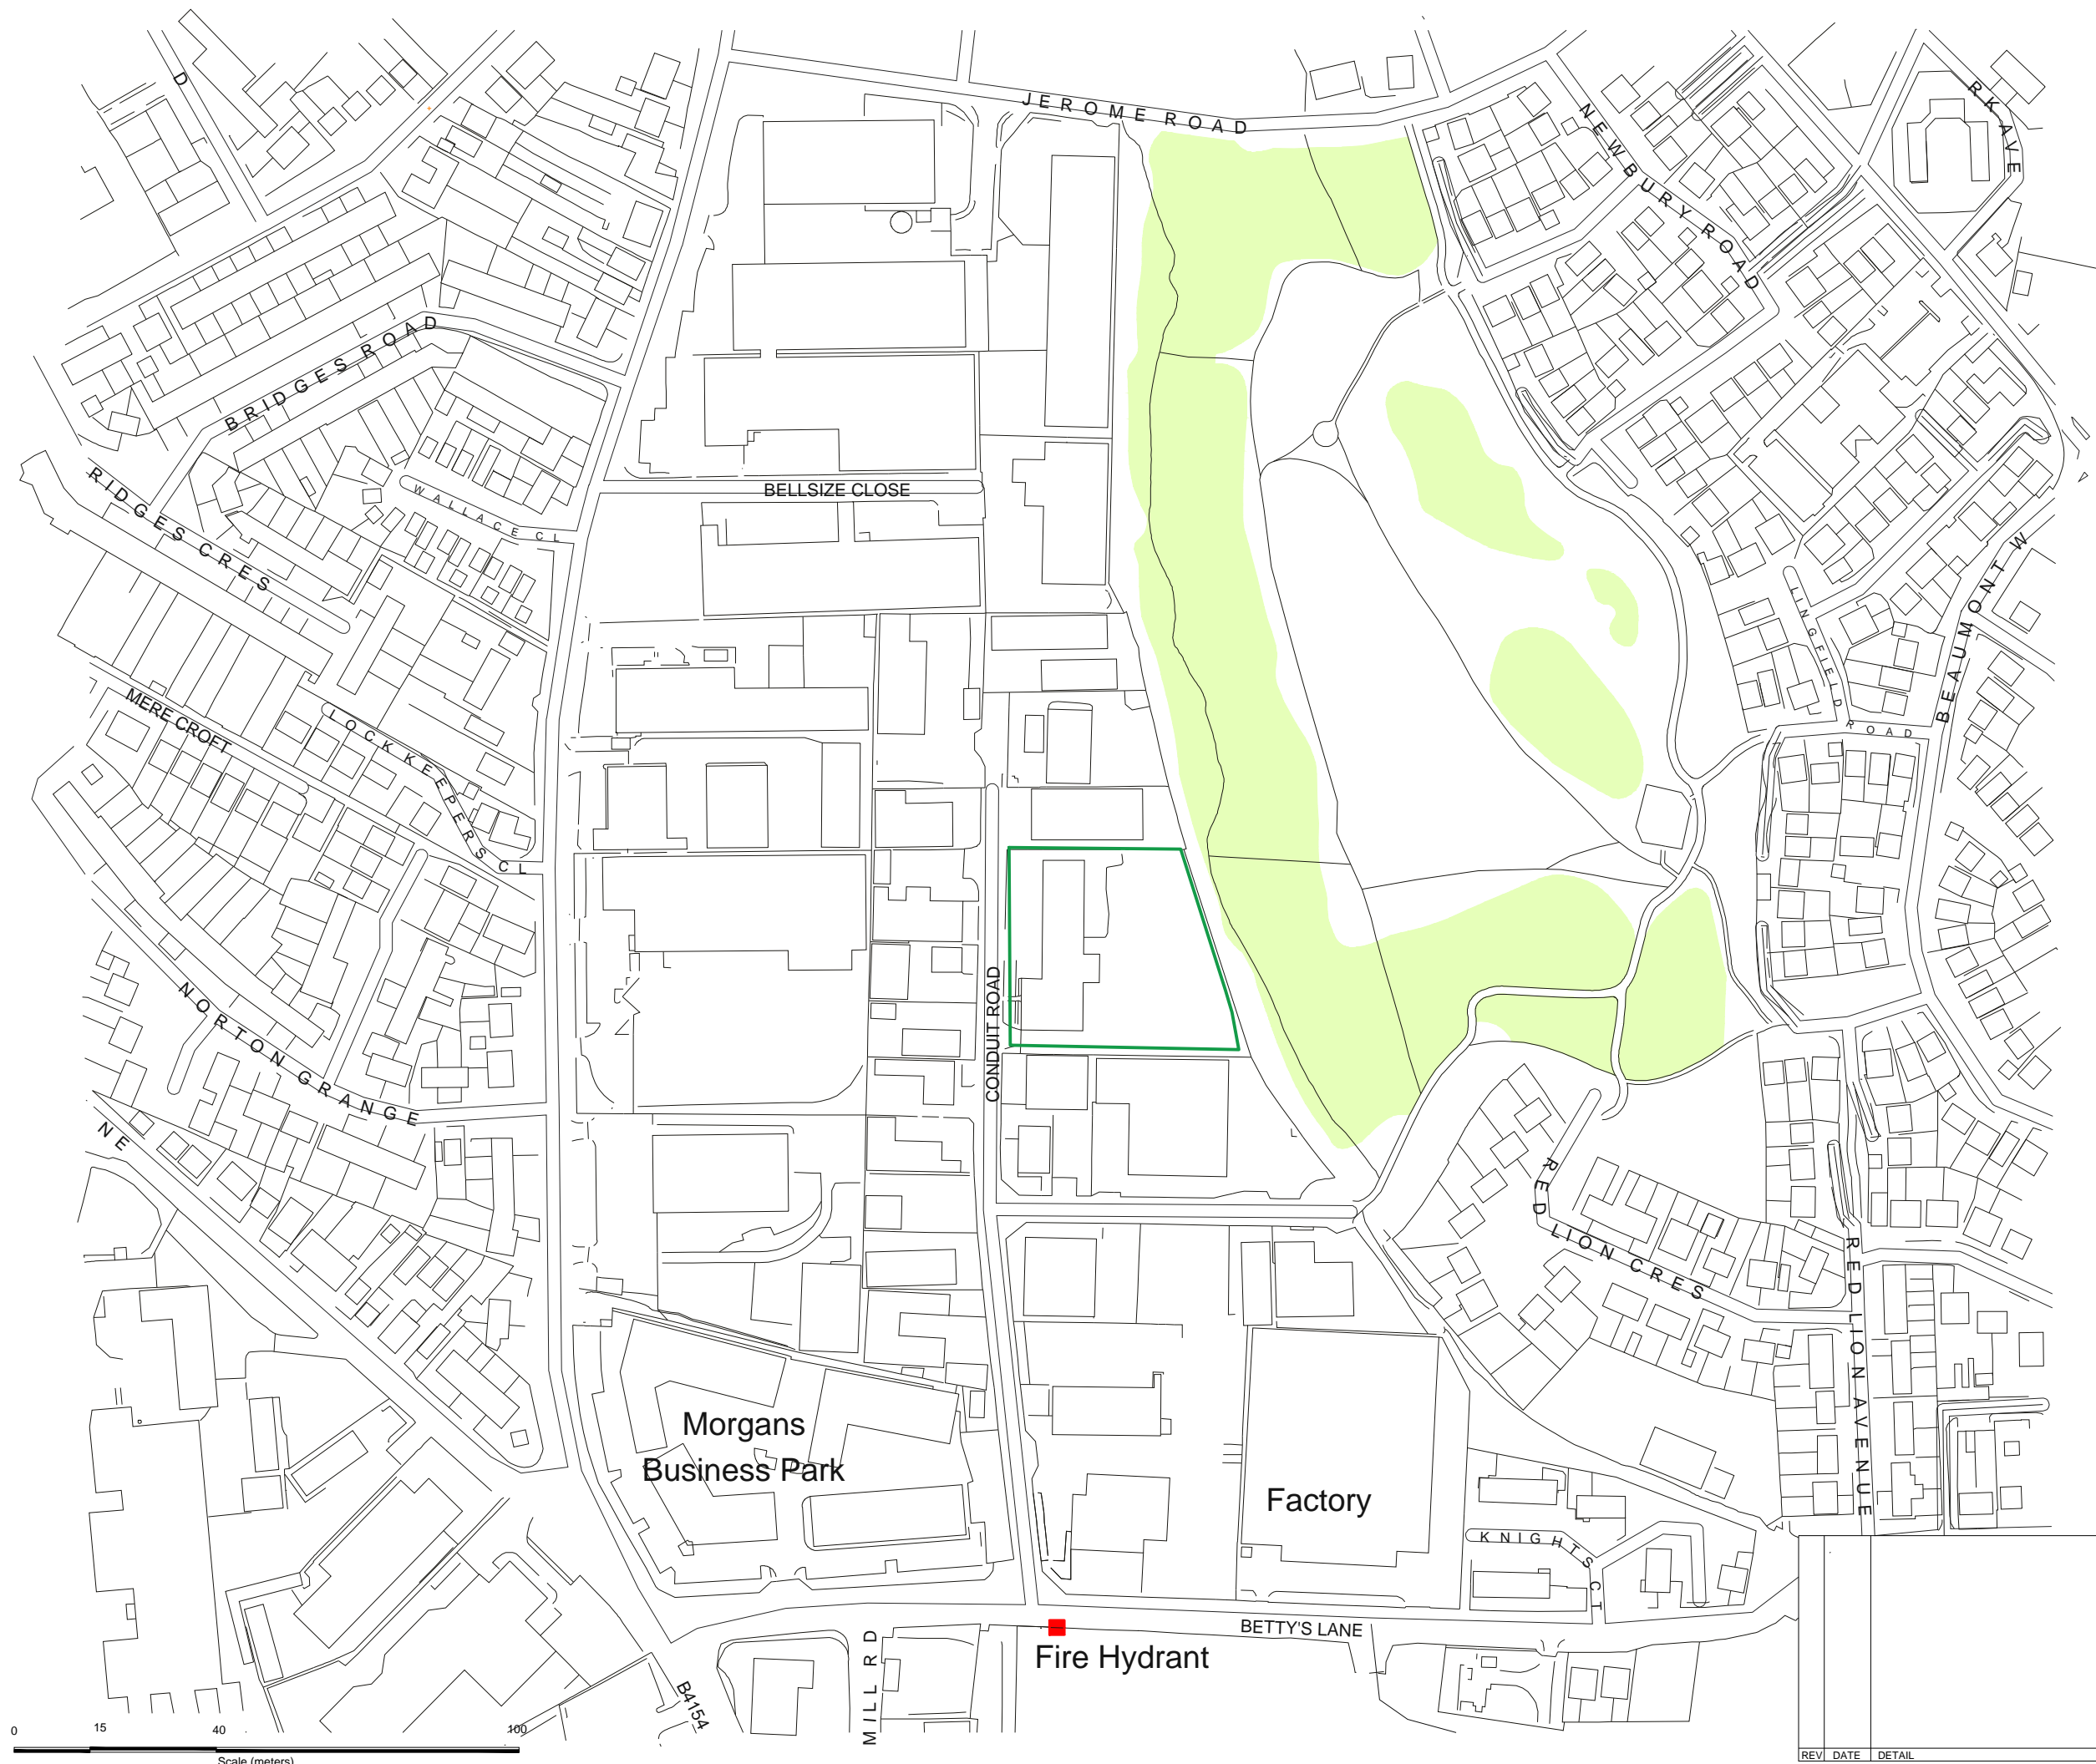 D
JEROME ROAD
NEWBURY ROAD
RK AVE
BRIDGES ROAD
RIDGES CRES
WALLACE CL
BELLSIZE CLOSE
LINGFIELD ROAD
BEAUMONT W
MERE CROFT
LOCK KEEPERS CL
NORTON GRANGE
NE
CONDUIT ROAD
RED LION CRES
RED LION AVENUE
Morgans
Business Park
Factory
KNIGHTS CT
BETTY'S LANE
Fire Hydrant
MILL RD
B4154
0 15 40 100
Scale (meters)
REV DATE DETAIL